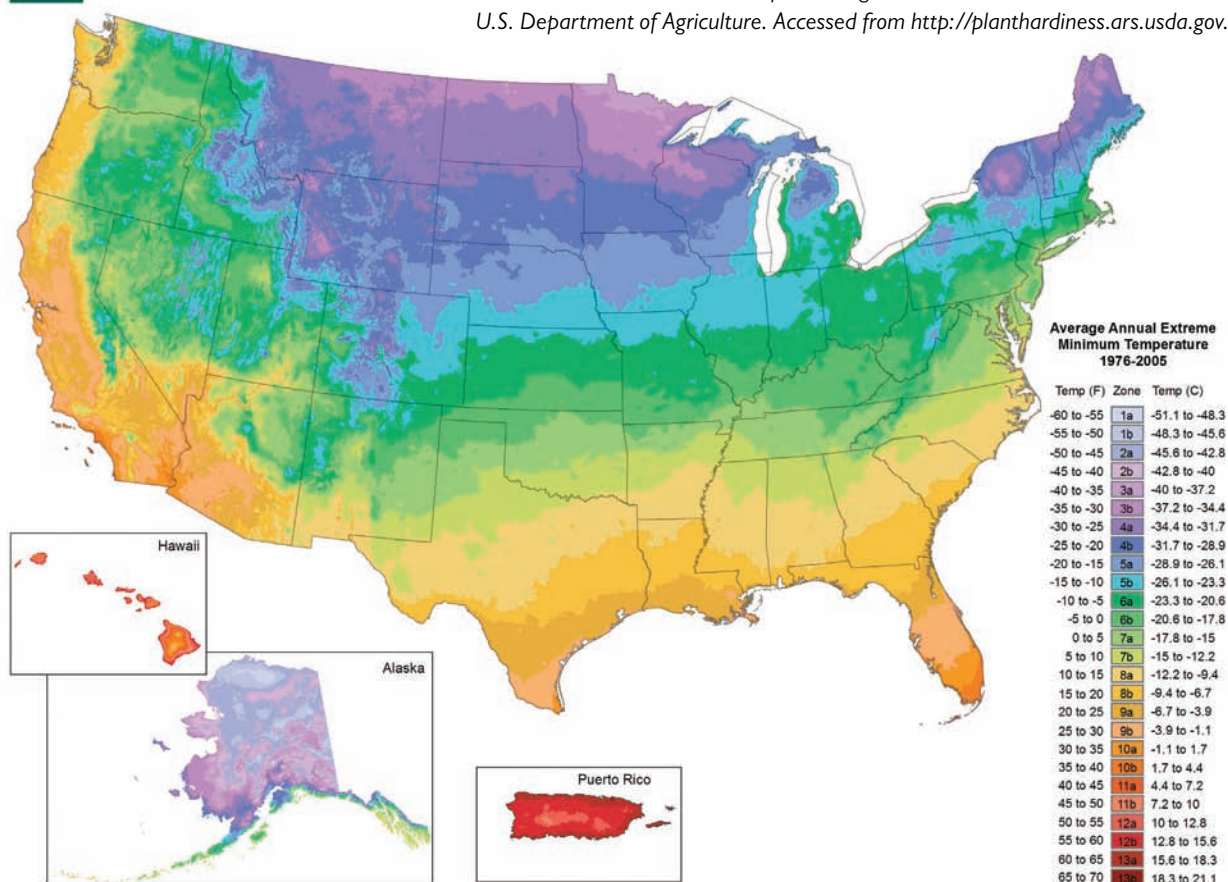 U.S. Department of Agriculture. Accessed from http://planthardiness.ars.usda.gov.
Average Annual Extreme
Minimum Temperature
1976-2005
Temp (F) Zone Temp (C)
-60 to -55 1a -51.1 to -48.3
-55 to -50 1b -48.3 to -45.6
-50 to -45 2a -45.6 to -42.8
-45 to -40 2b -42.8 to -40
-40 to -35 3a -40 to -37.2
-35 to -30 3b -37.2 to -34.4
-30 to -25 4a -34.4 to -31.7
-25 to -20 4b -31.7 to -28.9
-20 to -15 5a -28.9 to -26.1
-15 to -10 5b -26.1 to -23.3
-10 to -5 6a -23.3 to -20.6
-5 to 0 6b -20.6 to -17.8
0 to 5 7a -17.8 to -15
5 to 10 7b -15 to -12.2
10 to 15 8a -12.2 to -9.4
15 to 20 8b -9.4 to -6.7
20 to 25 9a -6.7 to -3.9
25 to 30 9b -3.9 to -1.1
30 to 35 10a -1.1 to 1.7
35 to 40 10b 1.7 to 4.4
40 to 45 11a 4.4 to 7.2
45 to 50 11b 7.2 to 10
50 to 55 12a 10 to 12.8
55 to 60 12b 12.8 to 15.6
60 to 65 13a 15.6 to 18.3
65 to 70 13b 18.3 to 21.1
Hawaii
Alaska
Puerto Rico